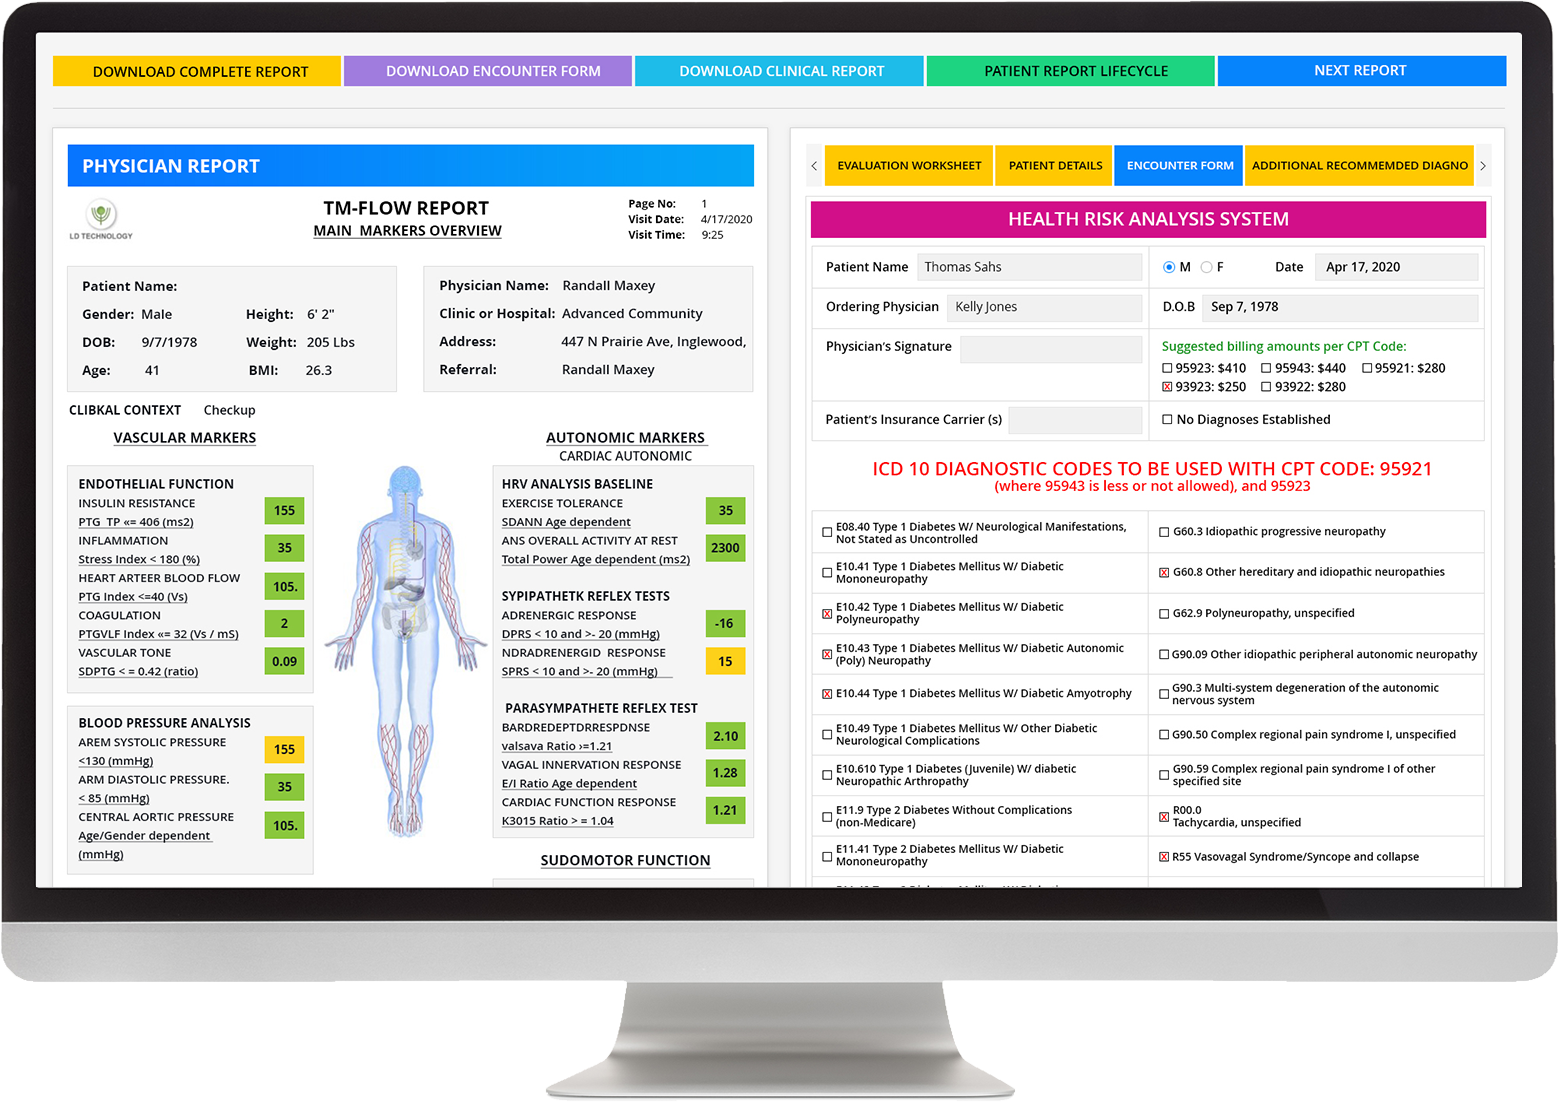 DOWNLOAD COMPLETE REPORT
DOWNLOAD ENCOUNTER FORM
DOWNLOAD CLINICAL REPORT
PATIENT REPORT LIFECYCLE
NEXT REPORT
PHYSICIAN REPORT
LD TECHNOLOGY
TM-FLOW REPORT
MAIN MARKERS OVERVIEW
Page No: 1
Visit Date: 4/17/2020
Visit Time: 9:25
Patient Name:
Gender: Male Height: 6' 2"
DOB: 9/7/1978 Weight: 205 Lbs
Age: 41 BMI: 26.3
Physician Name: Randall Maxey
Clinic or Hospital: Advanced Community
Address: 447 N Prairie Ave, Inglewood,
Referral: Randall Maxey
CLIBKAL CONTEXT Checkup
VASCULAR MARKERS
ENDOTHELIAL FUNCTION
INSULIN RESISTANCE
PTG TP «= 406 (ms2) 155
INFLAMMATION
Stress Index < 180 (%) 35
HEART ARTEER BLOOD FLOW
PTG Index <=40 (Vs) 105.
COAGULATION
PTGVLF Index «= 32 (Vs / mS) 2
VASCULAR TONE
SDPTG < = 0.42 (ratio) 0.09
BLOOD PRESSURE ANALYSIS
AREM SYSTOLIC PRESSURE
<130 (mmHg) 155
ARM DIASTOLIC PRESSURE.
< 85 (mmHg) 35
CENTRAL AORTIC PRESSURE
Age/Gender dependent 105.
(mmHg)
AUTONOMIC MARKERS
CARDIAC AUTONOMIC
HRV ANALYSIS BASELINE
EXERCISE TOLERANCE
SDANN Age dependent 35
ANS OVERALL ACTIVITY AT REST
Total Power Age dependent (ms2) 2300
SYPIPATHETK REFLEX TESTS
ADRENERGIC RESPONSE
DPRS < 10 and >- 20 (mmHg) -16
NDRADRENERGID RESPONSE
SPRS < 10 and >- 20 (mmHg) 15
PARASYMPATHETE REFLEX TEST
BARDREDEPTDRRESPDNSE
valsava Ratio ›=1.21 2.10
VAGAL INNERVATION RESPONSE
E/I Ratio Age dependent 1.28
CARDIAC FUNCTION RESPONSE
K3015 Ratio > = 1.04 1.21
SUDOMOTOR FUNCTION
< EVALUATION WORKSHEET PATIENT DETAILS ENCOUNTER FORM ADDITIONAL RECOMMEMDED DIAGNO >
HEALTH RISK ANALYSIS SYSTEM
Patient Name Thomas Sahs M F Date Apr 17, 2020
Ordering Physician Kelly Jones D.O.B Sep 7, 1978
Physician's Signature
Suggested billing amounts per CPT Code:
95923: $410 95943: $440 95921: $280
93923: $250 93922: $280
Patient's Insurance Carrier (s) No Diagnoses Established
ICD 10 DIAGNOSTIC CODES TO BE USED WITH CPT CODE: 95921
(where 95943 is less or not allowed), and 95923
E08.40 Type 1 Diabetes W/ Neurological Manifestations,
Not Stated as Uncontrolled
G60.3 Idiopathic progressive neuropathy
E10.41 Type 1 Diabetes Mellitus W/ Diabetic
Mononeuropathy
G60.8 Other hereditary and idiopathic neuropathies
E10.42 Type 1 Diabetes Mellitus W/ Diabetic
Polyneuropathy
G62.9 Polyneuropathy, unspecified
E10.43 Type 1 Diabetes Mellitus W/ Diabetic Autonomic
(Poly) Neuropathy
G90.09 Other idiopathic peripheral autonomic neuropathy
E10.44 Type 1 Diabetes Mellitus W/ Diabetic Amyotrophy
G90.3 Multi-system degeneration of the autonomic
nervous system
E10.49 Type 1 Diabetes Mellitus W/ Other Diabetic
Neurological Complications
G90.50 Complex regional pain syndrome I, unspecified
E10.610 Type 1 Diabetes (Juvenile) W/ diabetic
Neuropathic Arthropathy
G90.59 Complex regional pain syndrome I of other
specified site
E11.9 Type 2 Diabetes Without Complications
(non-Medicare)
R00.0
Tachycardia, unspecified
E11.41 Type 2 Diabetes Mellitus W/ Diabetic
Mononeuropathy
R55 Vasovagal Syndrome/Syncope and collapse